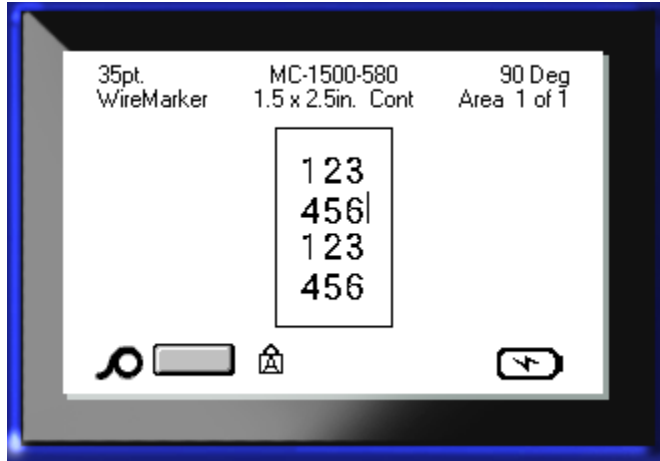 35pt. MC-1500-580 90 Deg
WireMarker 1.5 x 2.5in. Cont Area 1 of 1
123
456
123
456
A